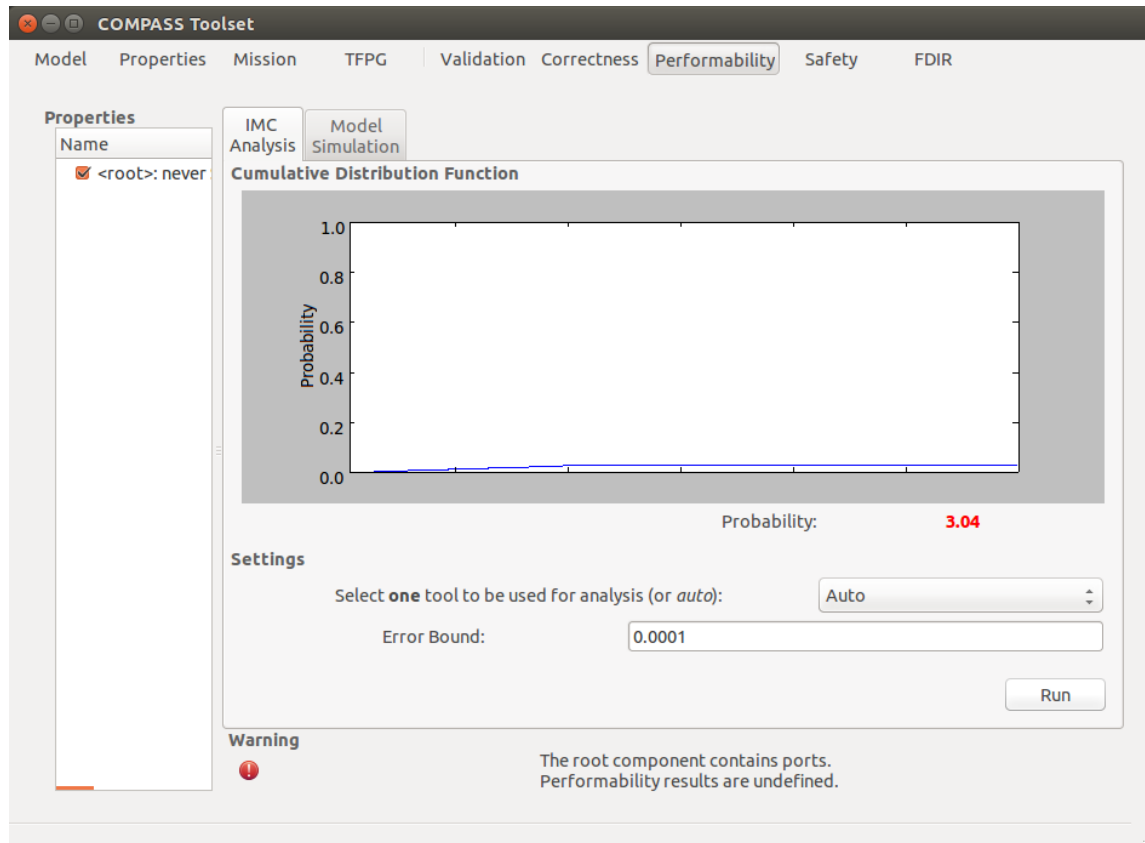 COMPASS Toolset
Model Properties Mission TFPG Validation Correctness Performability Safety FDIR
Properties
Name
<root>: never
IMC Analysis
Model Simulation
Cumulative Distribution Function
1.0
0.8
0.6
0.4
0.2
0.0
Probability
Probability: 3.04
Settings
Select one tool to be used for analysis (or auto): Auto
Error Bound: 0.0001
Run
Warning
The root component contains ports.
Performability results are undefined.